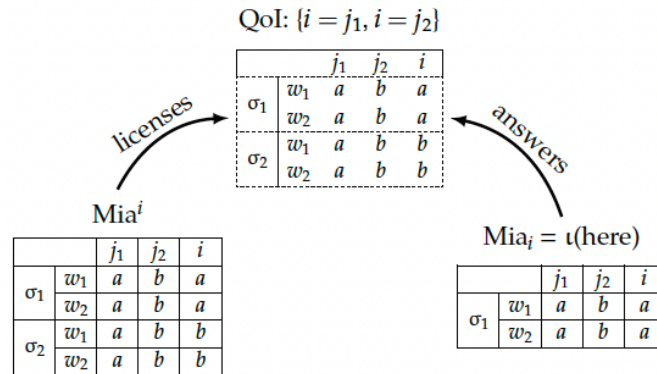 QoI: {i = j₁, i = j₂}
j₁ j₂ i
σ₁ w₁ a b a
w₂ a b a
σ₂ w₁ a b b
w₂ a b b
licenses
answers
Miaⁱ
j₁ j₂ i
σ₁ w₁ a b a
w₂ a b a
σ₂ w₁ a b b
w₂ a b b
Miaᵢ = ι(here)
j₁ j₂ i
σ₁ w₁ a b a
w₂ a b a